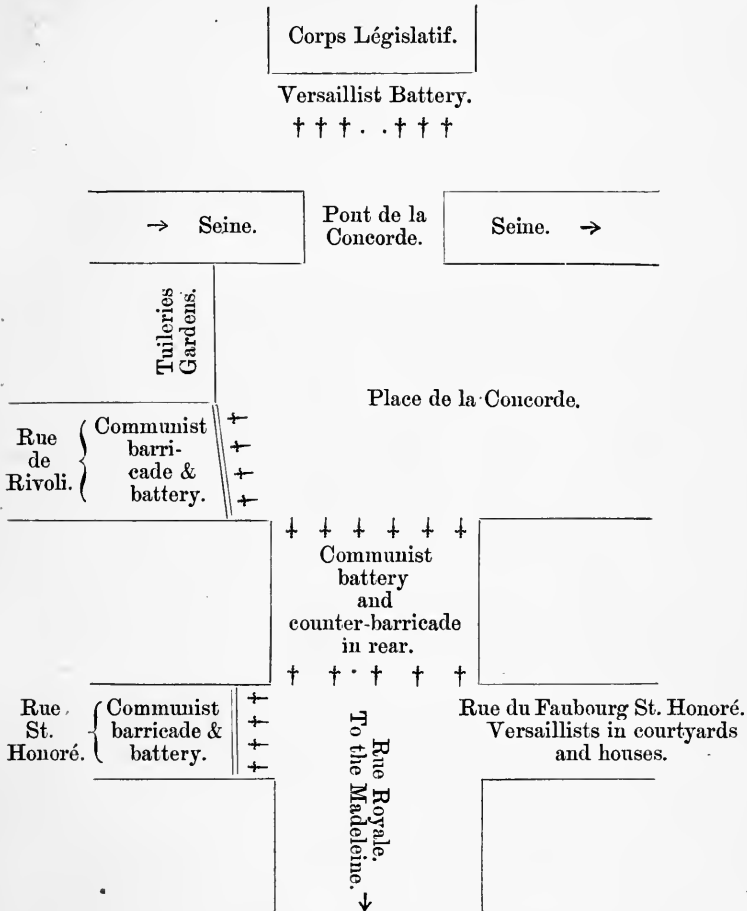 Corps Législatif.
Versaillist Battery.
→ Seine.
Pont de la
Concorde.
Seine. →
Tuileries
Gardens.
Place de la Concorde.
Rue
de
Rivoli.
Communist
barri-
cade &
battery.
Communist
battery
and
counter-barricade
in rear.
Rue
St.
Honoré.
Communist
barricade &
battery.
Rue Royale.
To the Madeleine.
Rue du Faubourg St. Honoré.
Versaillists in courtyards
and houses.